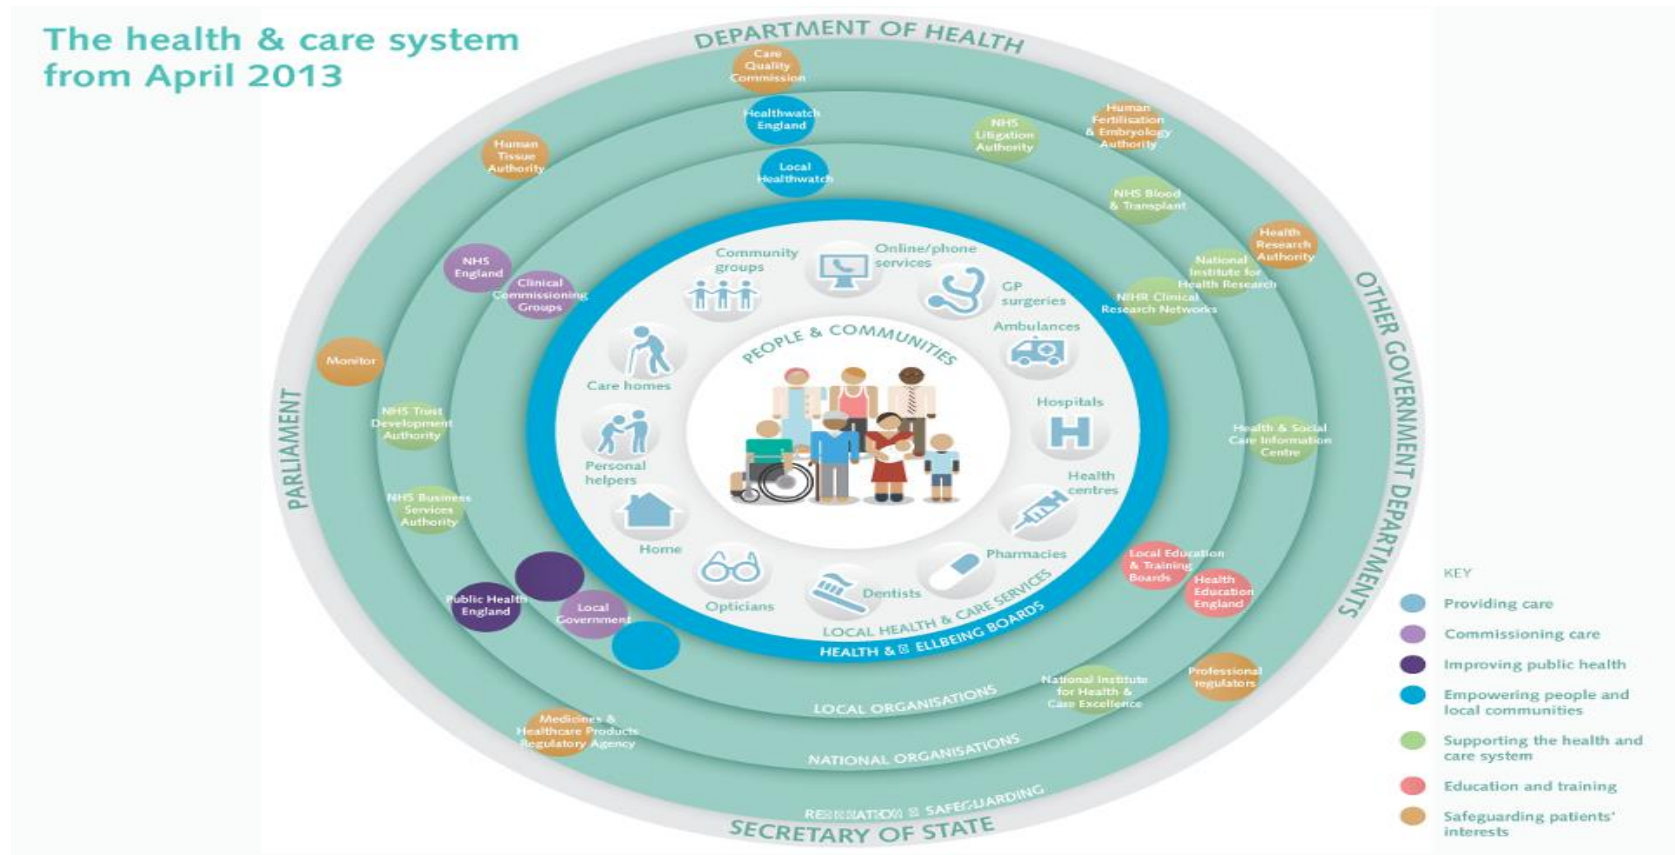 The health & care system
from April 2013
DEPARTMENT OF HEALTH
Care
Quality
Commission
Healthwatch
England
Local
Healthwatch
Human
Tissue
Authority
NHS
Litigation
Authority
Human
Fertilisation
& Embryology
Authority
NHS Blood
& Transplant
Health
Research
Authority
National
Institute for
Health Research
NIHR Clinical
Research Networks
NHS
England
Clinical
Commissioning
Groups
Monitor
NHS Trust
Development
Authority
NHS Business
Services
Authority
PARLIAMENT
OTHER GOVERNMENT DEPARTMENTS
Community
groups
Online/phone
services
GP
surgeries
Ambulances
Care homes
PEOPLE & COMMUNITIES
Hospitals
Personal
helpers
Health
centres
Home
Pharmacies
Opticians
Dentists
LOCAL HEALTH & CARE SERVICES
HEALTH & ELLBEING BOARDS
Health & Social
Care Information
Centre
Local Education
& Training
Boards
Health
Education
England
Public Health
England
Local
Government
National Institute
for Health &
Care Excellence
Professional
regulators
Medicines &
Healthcare Products
Regulatory Agency
LOCAL ORGANISATIONS
NATIONAL ORGANISATIONS
SAFEGUARDING
SECRETARY OF STATE
KEY
Providing care
Commissioning care
Improving public health
Empowering people and
local communities
Supporting the health and
care system
Education and training
Safeguarding patients'
interests